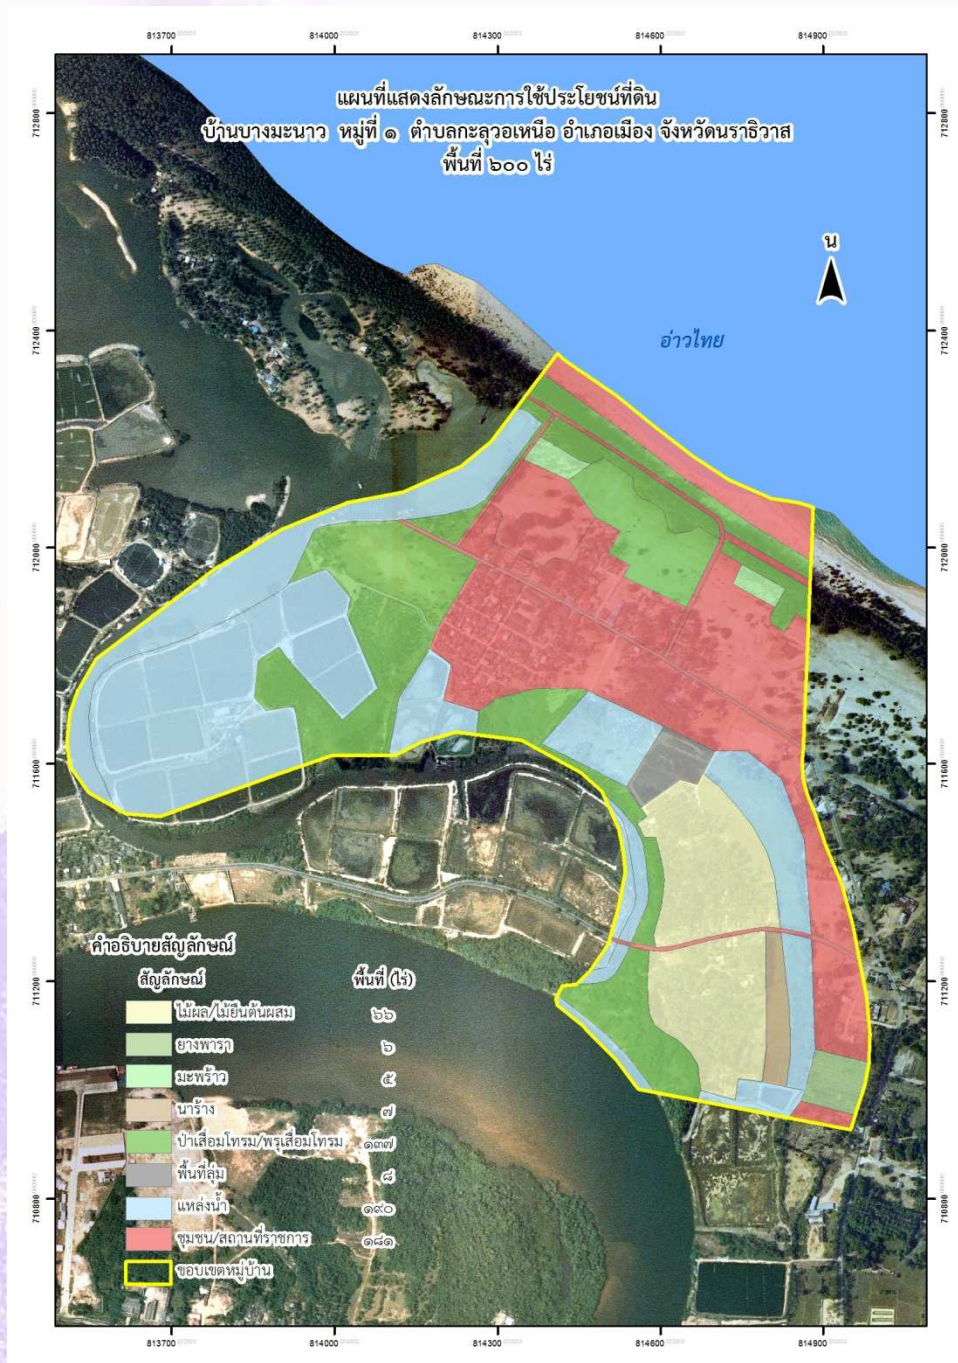 813700 814000 814300 814600 814900
แผนที่แสดงลักษณะการใช้ประโยชน์ที่ดิน
บ้านบางมะนาว หมู่ที่ ๑ ตำบลกะลุวอเหนือ อำเภอเมือง จังหวัดนราธิวาส
พื้นที่ ๖๐๐ ไร่
712800 712800
น
712400 712400
อ่าวไทย
712000 712000
711600 711600
คำอธิบายสัญลักษณ์
สัญลักษณ์ พื้นที่ (ไร่)
711200 711200
ไม้ผล/ไม้ยืนต้นผสม ๖๖
ยางพารา ๖
มะพร้าว ๕
นาร้าง ๗
ป่าเสื่อมโทรม/พรุเสื่อมโทรม ๑๓๗
พื้นที่ลุ่ม ๘
แหล่งน้ำ ๑๙๐
710800 710800
ชุมชน/สถานที่ราชการ ๑๘๑
ขอบเขตหมู่บ้าน
813700 814000 814300 814600 814900